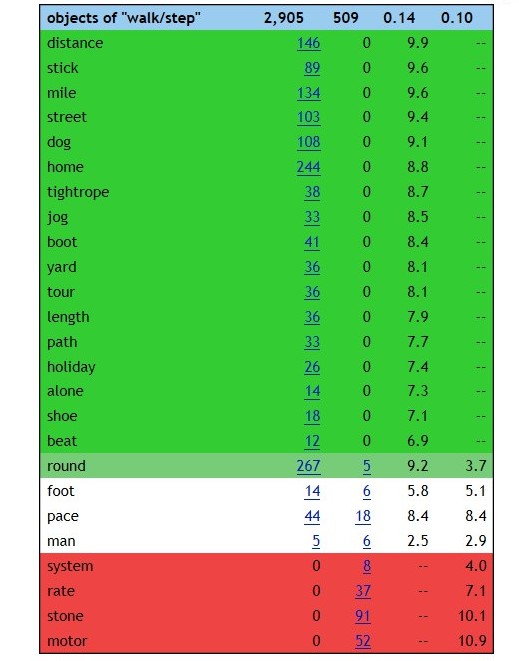 objects of "walk/step" 2,905 509 0.14 0.10
distance 146 0 9.9 --
stick 89 0 9.6 --
mile 134 0 9.6 --
street 103 0 9.4 --
dog 108 0 9.1 --
home 244 0 8.8 --
tightrope 38 0 8.7 --
jog 33 0 8.5 --
boot 41 0 8.4 --
yard 36 0 8.1 --
tour 36 0 8.1 --
length 36 0 7.9 --
path 33 0 7.7 --
holiday 26 0 7.4 --
alone 14 0 7.3 --
shoe 18 0 7.1 --
beat 12 0 6.9 --
round 267 5 9.2 3.7
foot 14 6 5.8 5.1
pace 44 18 8.4 8.4
man 5 6 2.5 2.9
system 0 8 -- 4.0
rate 0 37 -- 7.1
stone 0 91 -- 10.1
motor 0 52 -- 10.9